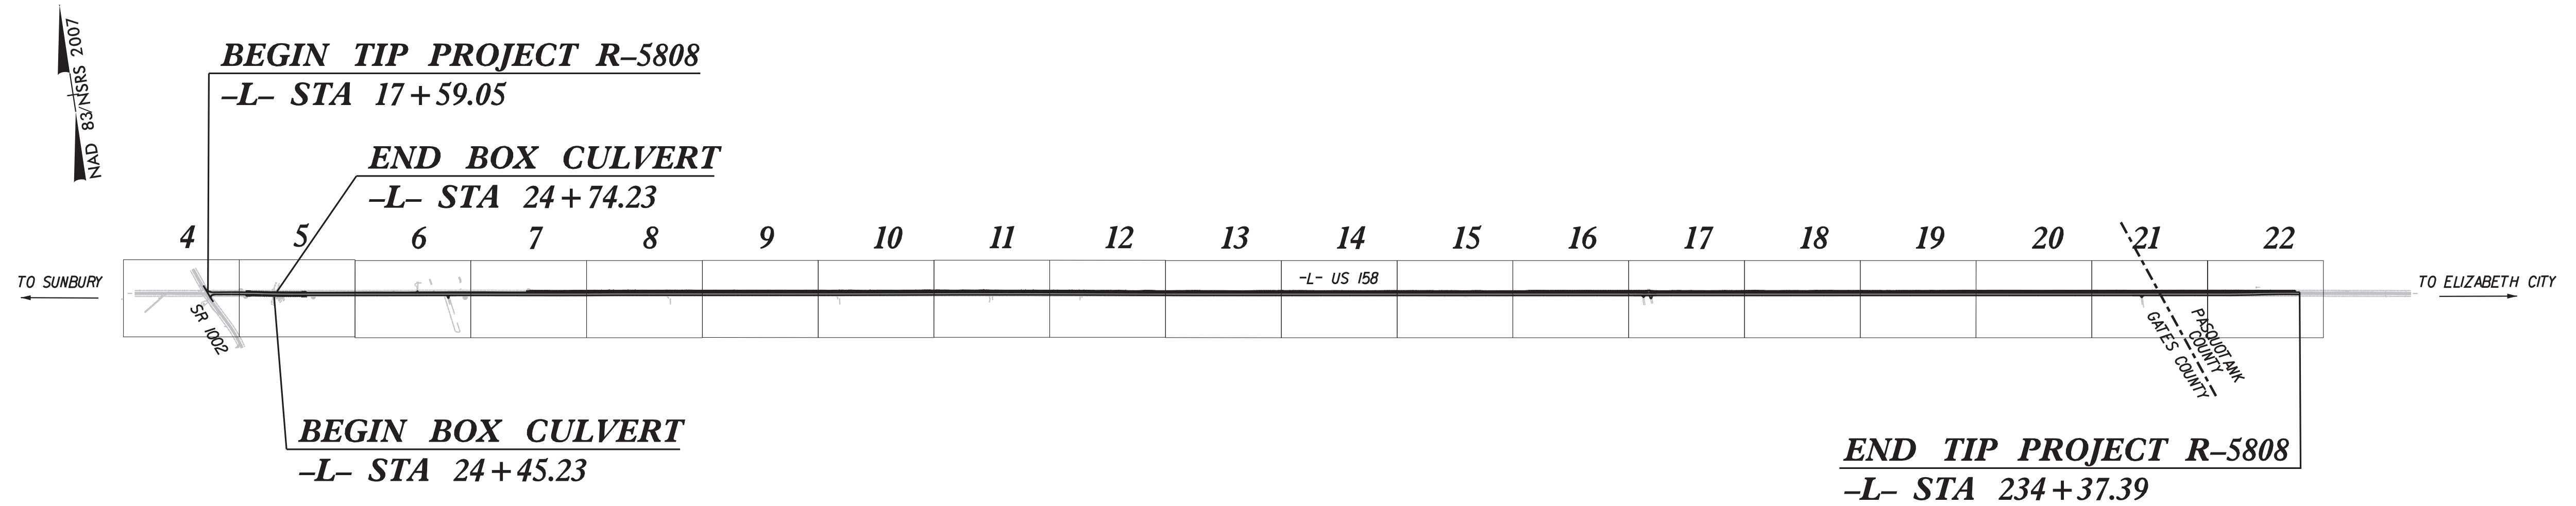 NAD 83/NSRS 2007
BEGIN TIP PROJECT R–5808
–L– STA 17+59.05
END BOX CULVERT
–L– STA 24+74.23
4 5 6 7 8 9 10 11 12 13 14 15 16 17 18 19 20 21 22
TO SUNBURY
-L- US 158
TO ELIZABETH CITY
SR 1002
PASQUOTANK
COUNTY
GATES COUNTY
BEGIN BOX CULVERT
–L– STA 24+45.23
END TIP PROJECT R–5808
–L– STA 234+37.39